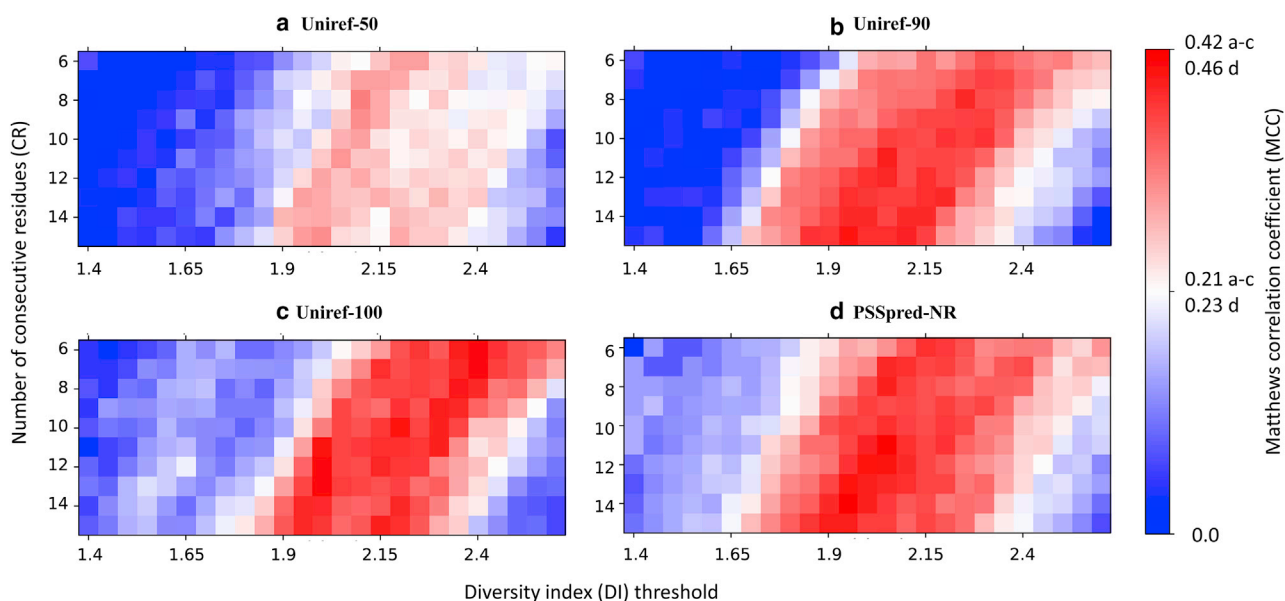 a Uniref-50
b Uniref-90
6
8
10
12
14
1.4 1.65 1.9 2.15 2.4
6
8
10
12
14
1.4 1.65 1.9 2.15 2.4
c Uniref-100
d PSSpred-NR
6
8
10
12
14
1.4 1.65 1.9 2.15 2.4
6
8
10
12
14
1.4 1.65 1.9 2.15 2.4
Number of consecutive residues (CR)
Diversity index (DI) threshold
0.42 a-c
0.46 d
0.21 a-c
0.23 d
0.0
Matthews correlation coefficient (MCC)